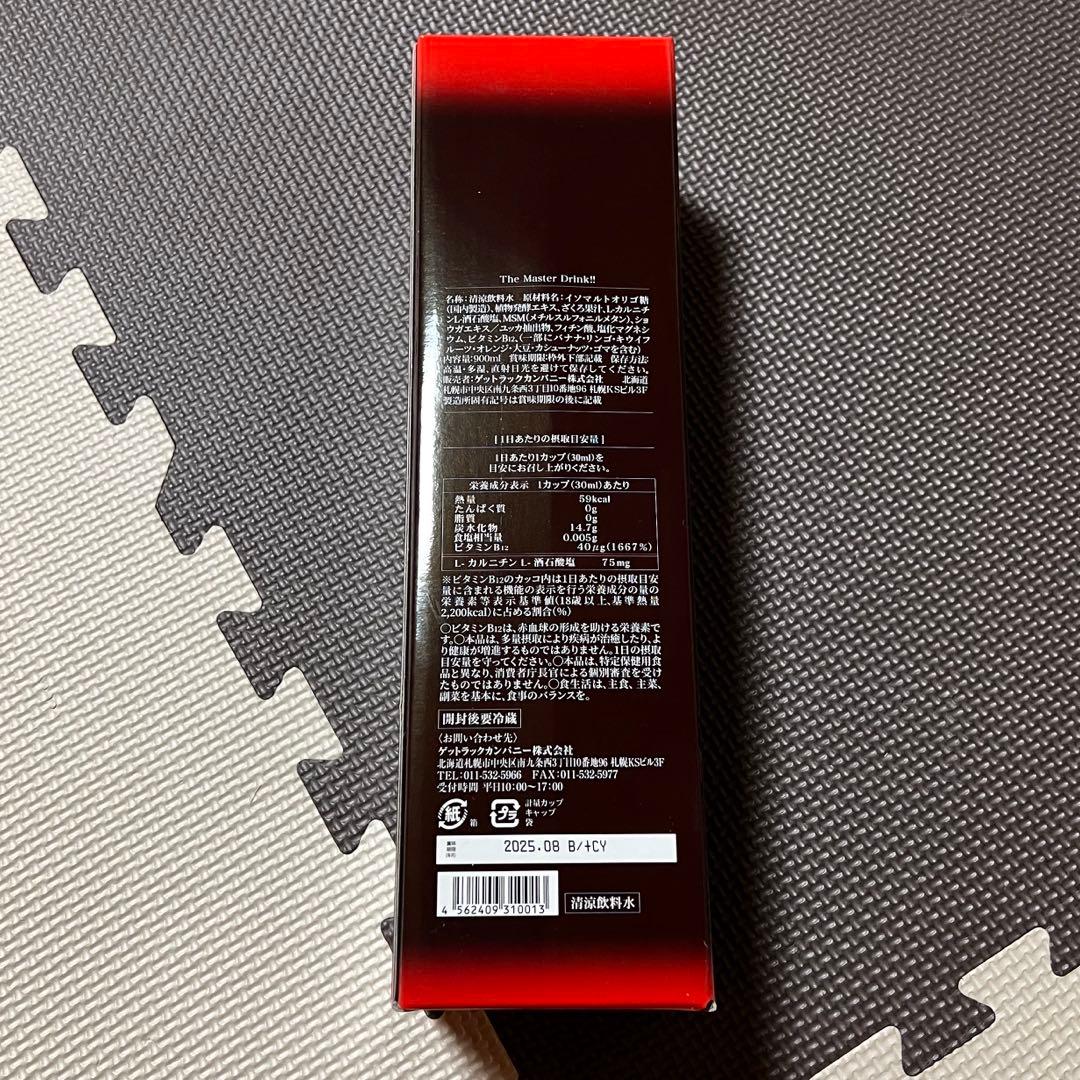 The Master Drink!!
名称:清涼飲料水 原材料名:イソマルトオリゴ糖
(国内製造)、植物発酵エキス、ざくろ果汁、L-カルニチ
ンL-酒石酸塩、MSM(メチルスルフォニルメタン)、ショ
ウガエキス/ユッカ抽出物、フィチン酸、塩化マグネシ
ウム、ビタミンB12、(一部にバナナ・リンゴ・キウイフ
ルーツ・オレンジ・大豆・カシューナッツ・ゴマを含む)
内容量:900ml 賞味期限:枠外下部記載 保存方法:
高温・多湿、直射日光を避けて保存してください。
販売者:ゲットラックカンパニー株式会社 北海道
札幌市中央区南九条西3丁目10番地96 札幌KSビル3F
製造所固有記号は賞味期限の後に記載
[1日あたりの摂取目安量]
1日あたり1カップ(30ml)を
目安にお召し上がりください。
栄養成分表示 1カップ(30ml)あたり
熱量 59kcal
たんぱく質 0g
脂質 0g
炭水化物 14.7g
食塩相当量 0.005g
ビタミンB12 40μg(1667%)
L-カルニチン L-酒石酸塩 75mg
※ビタミンB12のカッコ内は1日あたりの摂取目安
量に含まれる機能の表示を行う栄養成分の量の
栄養素等表示基準値(18歳以上、基準熱量
2,200kcal)に占める割合(%)
○ビタミンB12は、赤血球の形成を助ける栄養素で
す。○本品は、多量摂取により疾病が治癒したり、よ
り健康が増進するものではありません。1日の摂取
目安量を守ってください。○本品は、特定保健用食
品と異なり、消費者庁長官による個別審査を受け
たものではありません。○食生活は、主食、主菜、
副菜を基本に、食事のバランスを。
開封後要冷蔵
〈お問い合わせ先〉
ゲットラックカンパニー株式会社
北海道札幌市中央区南九条西3丁目10番地96 札幌KSビル3F
TEL:011-532-5966 FAX:011-532-5977
受付時間 平日10:00~17:00
紙 箱 プラ 計量カップ
キャップ
袋
賞味
期限
2025.08 B/+CY
4 562409 310013
清涼飲料水